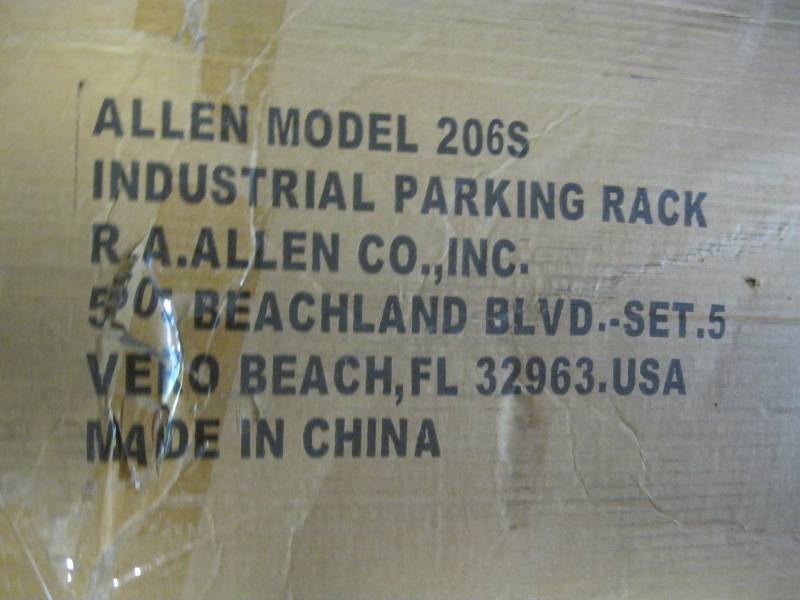 ALLEN MODEL 206S
INDUSTRIAL PARKING RACK
R.A.ALLEN CO.,INC.
BEACHLAND BLVD.-SET.5
VERO BEACH,FL 32963.USA
MADE IN CHINA